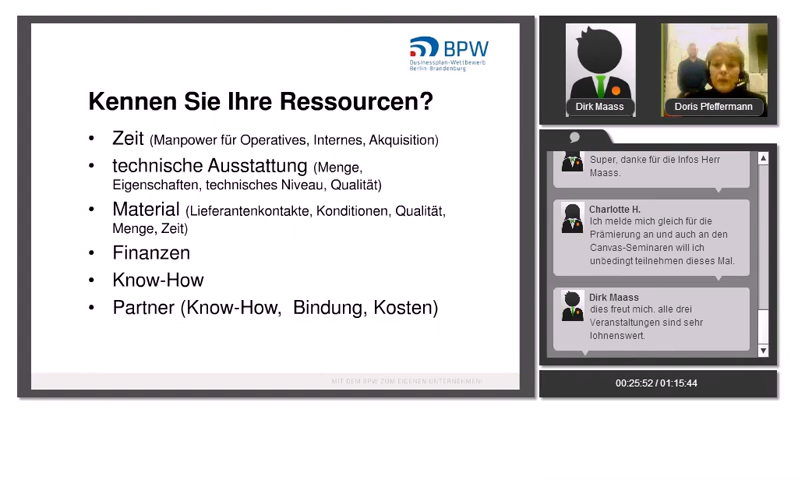 BPW
Businessplan-Wettbewerb
Berlin-Brandenburg
Kennen Sie Ihre Ressourcen?
• Zeit (Manpower für Operatives, Internes, Akquisition)
• technische Ausstattung (Menge,
Eigenschaften, technisches Niveau, Qualität)
• Material (Lieferantenkontakte, Konditionen, Qualität,
Menge, Zeit)
• Finanzen
• Know-How
• Partner (Know-How, Bindung, Kosten)
MIT DEM BPW ZUM EIGENEN UNTERNEHMEN!
Dirk Maass
Doris Pfeffermann
Super, danke für die Infos Herr
Maass.
Charlotte H.
Ich melde mich gleich für die
Prämierung an und auch an den
Canvas-Seminaren will ich
unbedingt teilnehmen dieses Mal.
Dirk Maass
dies freut mich. alle drei
Veranstaltungen sind sehr
lohnenswert.
00:25:52 / 01:15:44